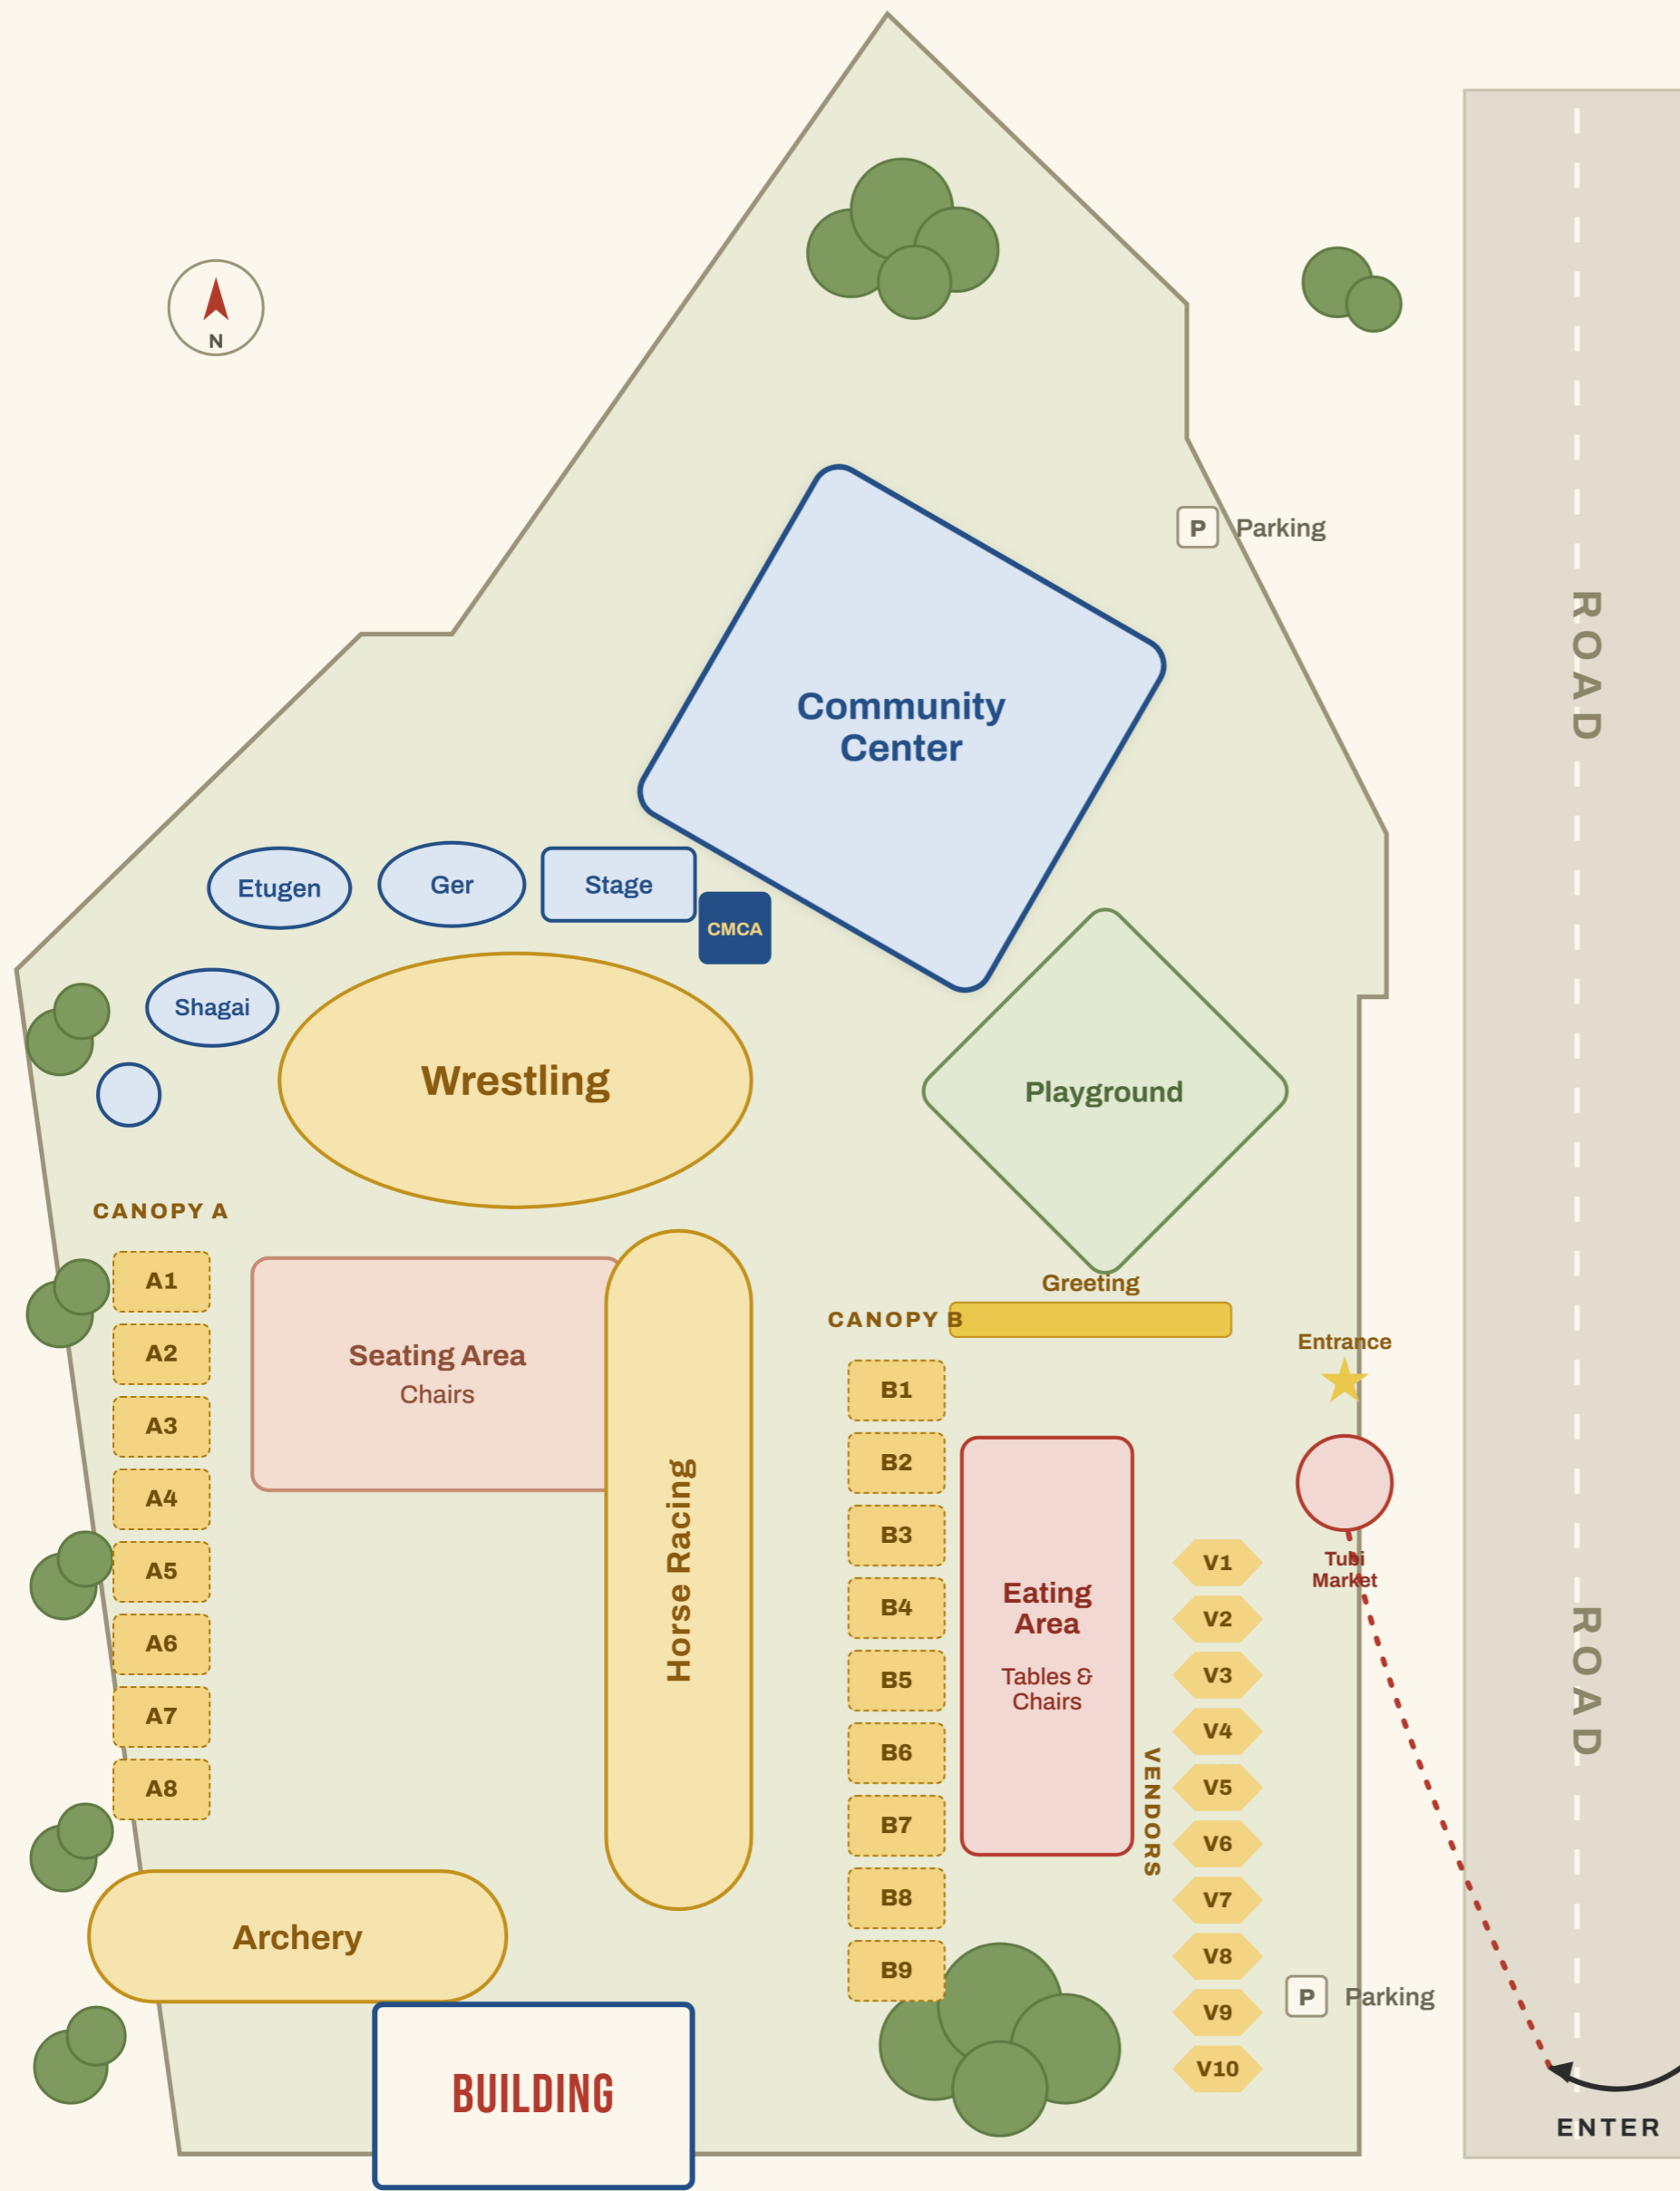 N
P Parking
ROAD
Community
Center
Etugen
Ger
Stage
CMCA
Shagai
Wrestling
Playground
CANOPY A
A1
A2
A3
A4
A5
A6
A7
A8
Seating Area
Chairs
Horse Racing
Greeting
CANOPY B
B1
B2
B3
B4
B5
B6
B7
B8
B9
Entrance
Eating
Area
Tables &
Chairs
VENDORS
V1
V2
V3
V4
V5
V6
V7
V8
V9
V10
Tubi
Market
ROAD
Archery
P Parking
BUILDING
ENTER